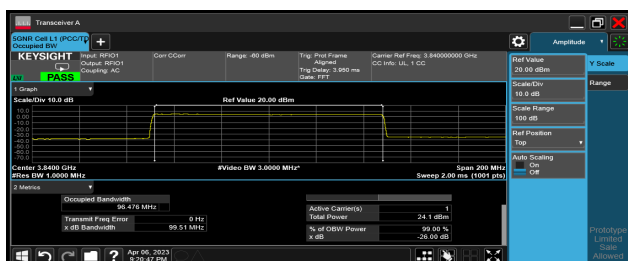 Transceiver A
5GNR Cell L1 (PCC/TD
Occupied BW
Amplitude
KEYSIGHT
Input: RFIO1
Output: RFIO1
Coupling: AC
Corr CCorr
Range: -60 dBm
Trig: Prot Frame
Aligned
Trig Delay: 3.950 ms
Gate: FFT
Carrier Ref Freq: 3.840000000 GHz
CC Info: UL, 1 CC
PASS
1 Graph
Scale/Div 10.0 dB
Ref Value 20.00 dBm
10.0
0.00
-10.0
-20.0
-30.0
-40.0
-50.0
-60.0
-70.0
Center 3.8400 GHz
#Video BW 3.0000 MHz*
Span 200 MHz
#Res BW 1.0000 MHz
Sweep 2.00 ms (1001 pts)
2 Metrics
Occupied Bandwidth
96.476 MHz
Transmit Freq Error 0 Hz
x dB Bandwidth 99.51 MHz
Active Carrier(s) 1
Total Power 24.1 dBm
% of OBW Power 99.00 %
x dB -26.00 dB
Ref Value
20.00 dBm
Scale/Div
10.0 dB
Scale Range
100 dB
Ref Position
Top
Auto Scaling
On
Off
Y Scale
Range
Prototype
Limited
Sale
Allowed
Apr 06, 2023
9:20:47 PM